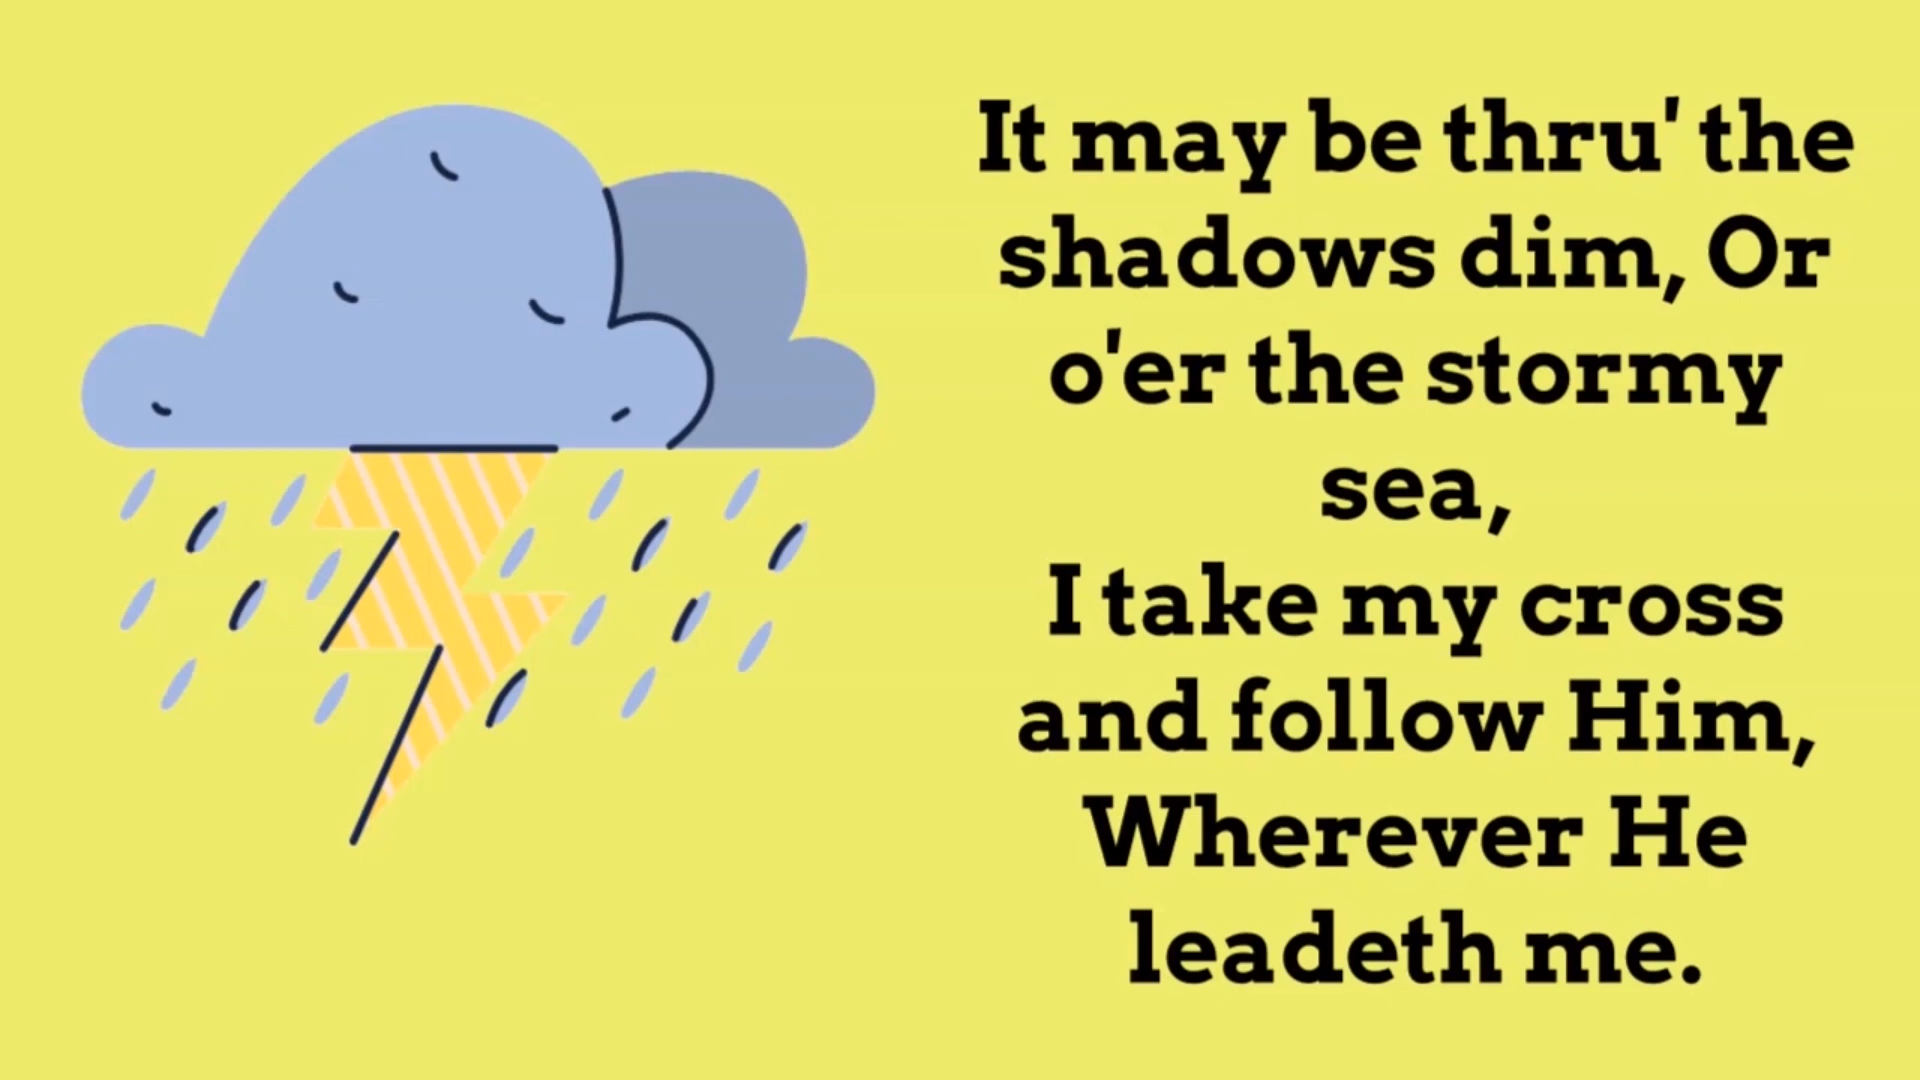 It may be thru' the
shadows dim, Or
o'er the stormy
sea,
I take my cross
and follow Him,
Wherever He
leadeth me.